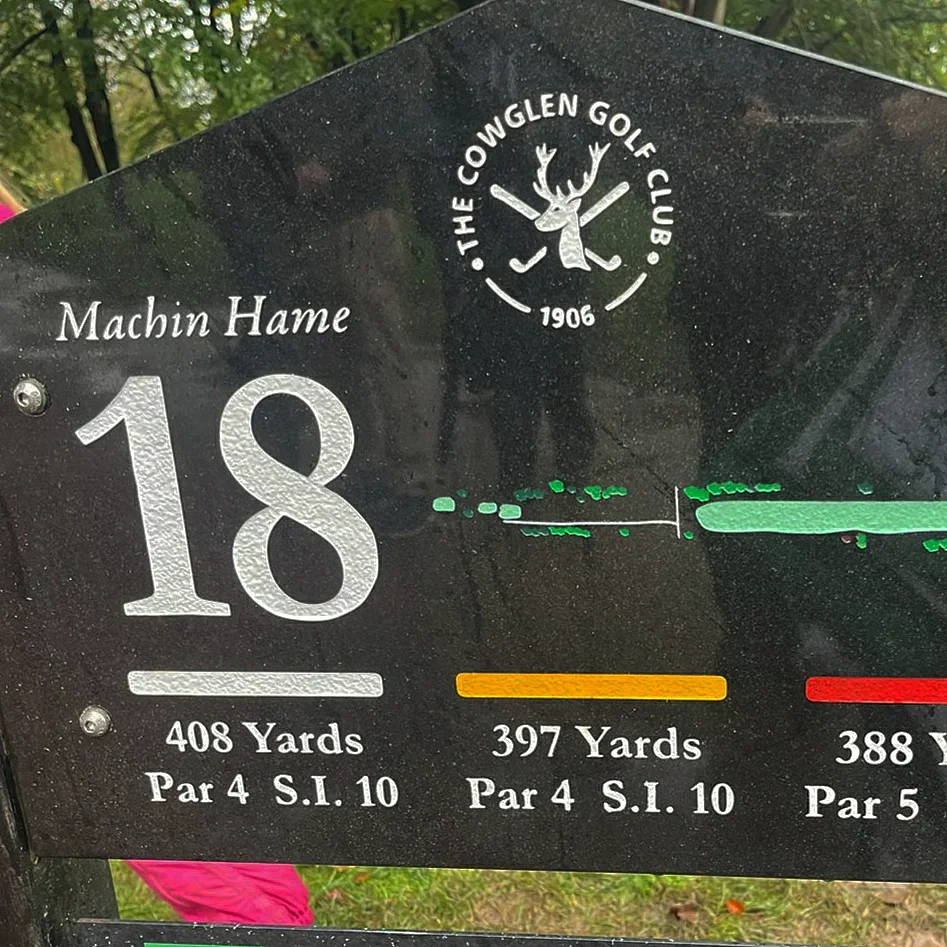 THE COWGLEN GOLF CLUB
1906
Machin Hame
18
408 Yards
Par 4 S.I. 10
397 Yards
Par 4 S.I. 10
388 Y
Par 5